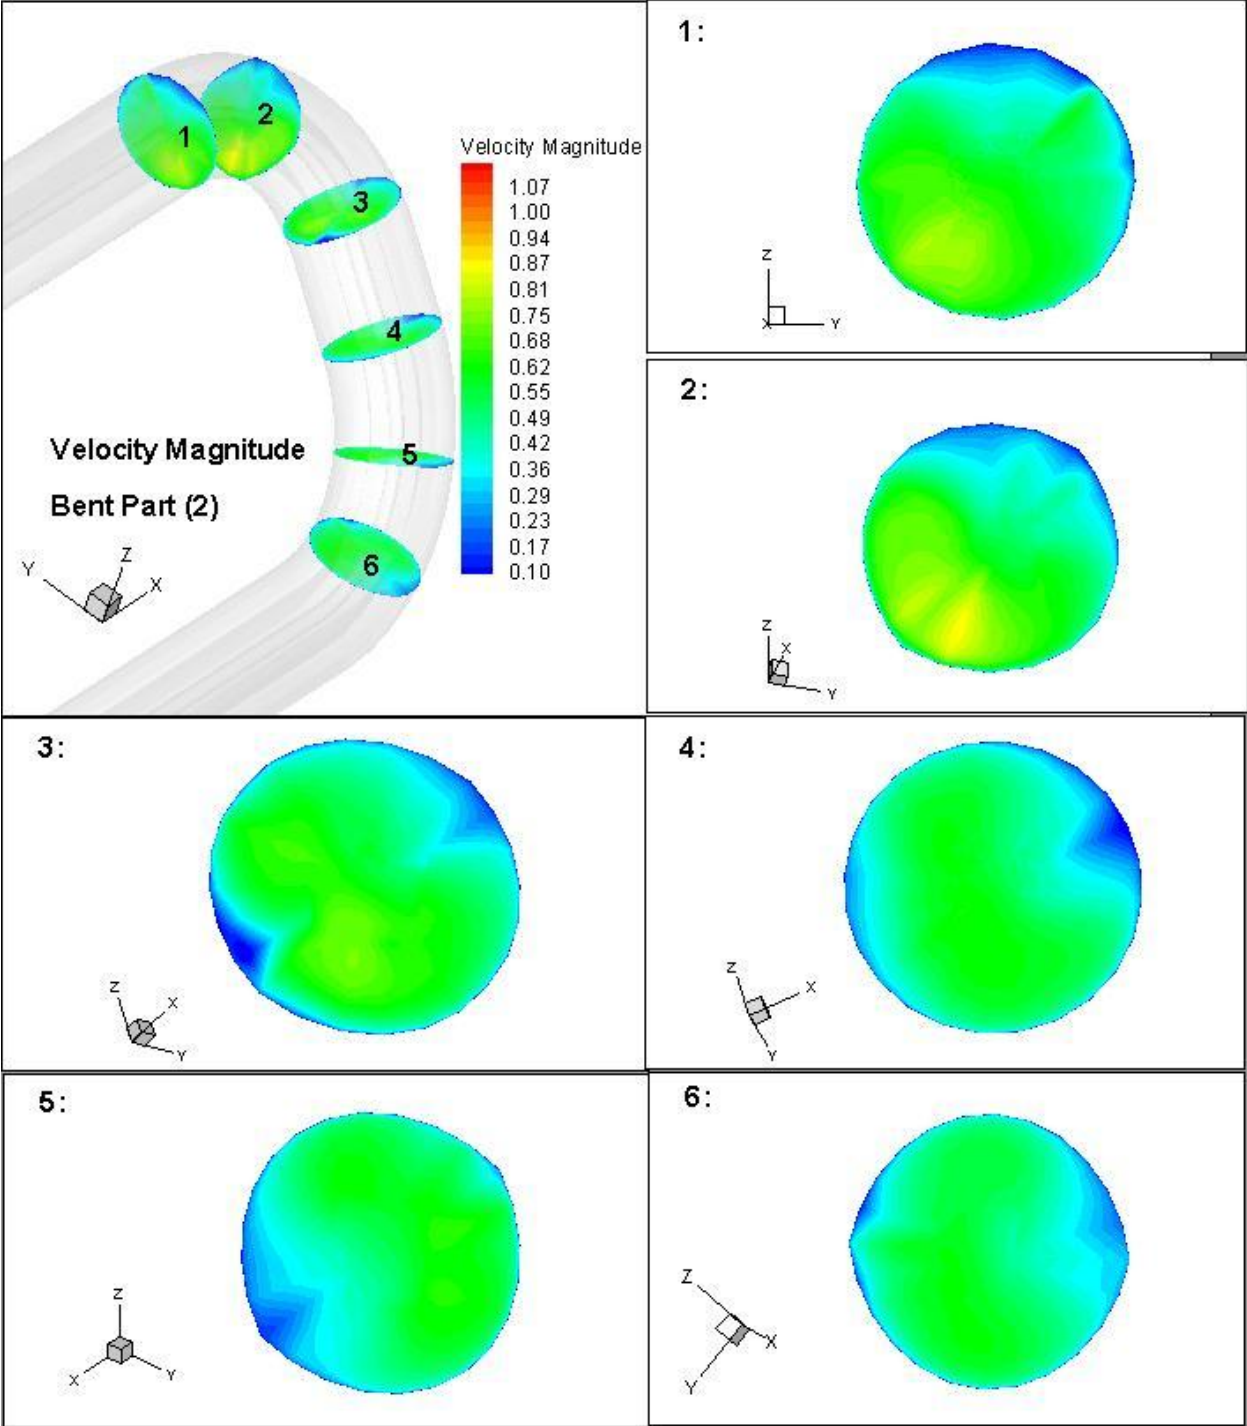 1
2
3
4
5
6
Velocity Magnitude
1.07
1.00
0.94
0.87
0.81
0.75
0.68
0.62
0.55
0.49
0.42
0.36
0.29
0.23
0.17
0.10
Velocity Magnitude
Bent Part (2)
Y
Z
X
1:
Z
X
Y
2:
Z
X
Y
3:
Z
X
Y
4:
Z
X
Y
5:
Z
X
Y
6:
Z
X
Y